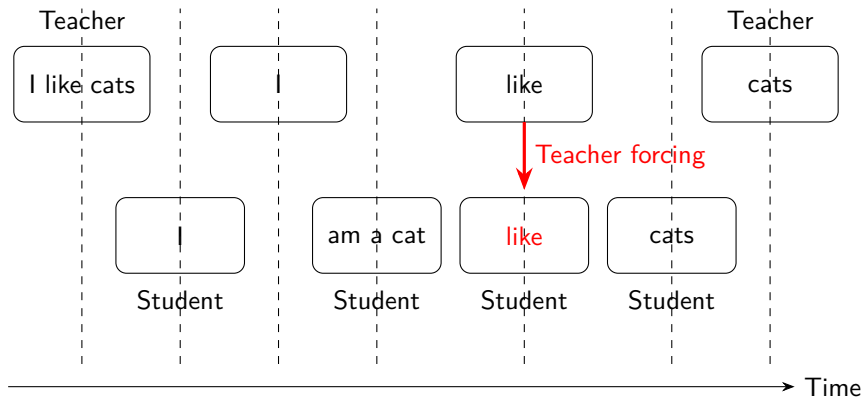 Teacher
Teacher
I like cats
I
like
cats
Teacher forcing
I
am a cat
like
cats
Student
Student
Student
Student
Time